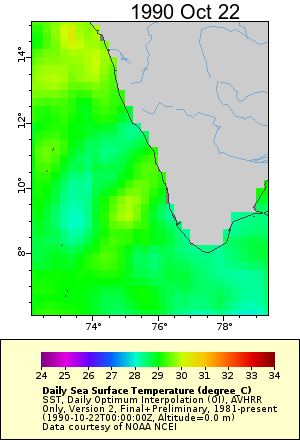 1990 Oct 22
14°
12°
10°
8°
74° 76° 78°
24 25 26 27 28 29 30 31 32 33 34
Daily Sea Surface Temperature (degree_C)
SST, Daily Optimum Interpolation (OI), AVHRR
Only, Version 2, Final+Preliminary, 1981-present
(1990-10-22T00:00:00Z, Altitude=0.0 m)
Data courtesy of NOAA NCEI